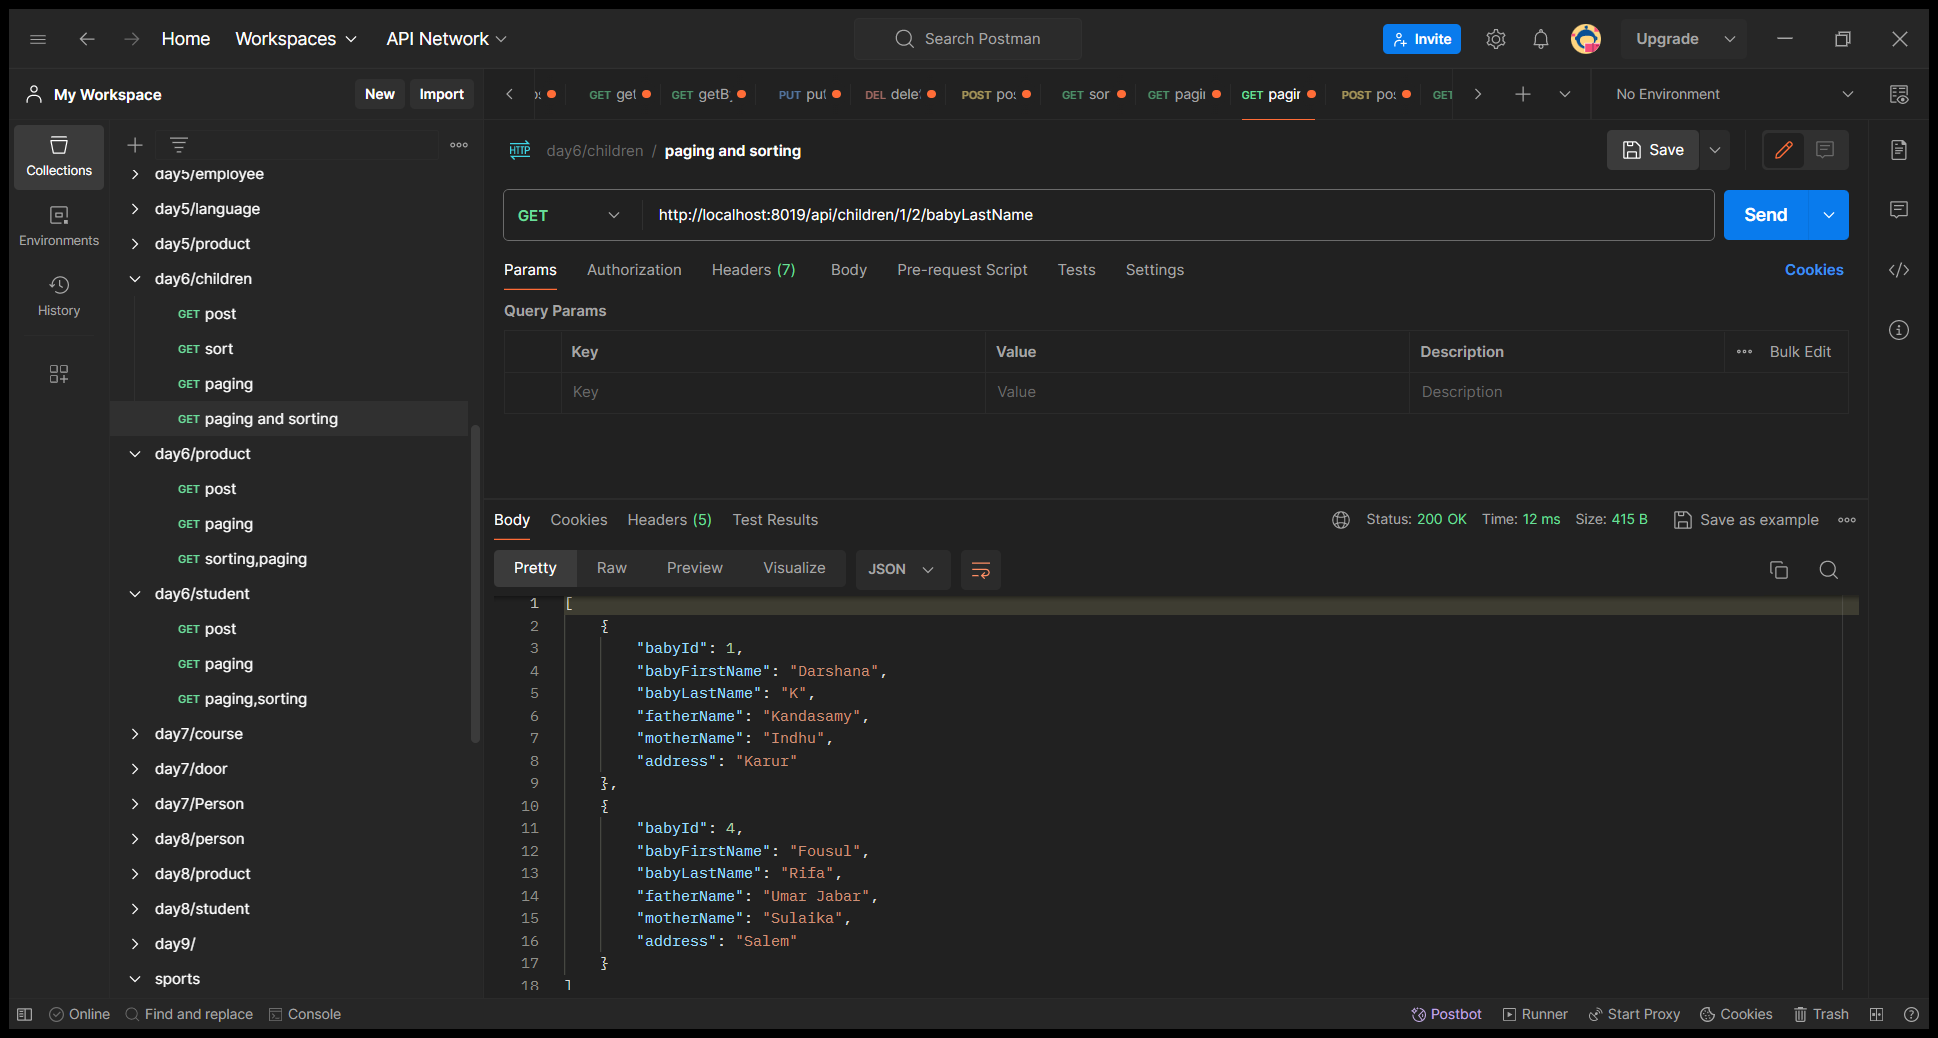 Home Workspaces API Network Search Postman Invite Upgrade
My Workspace New Import
GET get GET getB PUT put DEL dele POST pos GET sor GET pagin GET pagin POST pos GET No Environment
Collections
Environments
History
day5/employee
day5/language
day5/product
day6/children
GET post
GET sort
GET paging
GET paging and sorting
day6/product
GET post
GET paging
GET sorting,paging
day6/student
GET post
GET paging
GET paging,sorting
day7/course
day7/door
day7/Person
day8/person
day8/product
day8/student
day9/
sports
HTTP day6/children / paging and sorting Save
GET http://localhost:8019/api/children/1/2/babyLastName Send
Params Authorization Headers (7) Body Pre-request Script Tests Settings Cookies
Query Params
Key Value Description Bulk Edit
Key Value Description
Body Cookies Headers (5) Test Results Status: 200 OK Time: 12 ms Size: 415 B Save as example
Pretty Raw Preview Visualize JSON
1 [
2 {
3 "babyId": 1,
4 "babyFirstName": "Darshana",
5 "babyLastName": "K",
6 "fatherName": "Kandasamy",
7 "motherName": "Indhu",
8 "address": "Karur"
9 },
10 {
11 "babyId": 4,
12 "babyFirstName": "Fousul",
13 "babyLastName": "Rifa",
14 "fatherName": "Umar Jabar",
15 "motherName": "Sulaika",
16 "address": "Salem"
17 }
18 ]
Online Find and replace Console Postbot Runner Start Proxy Cookies Trash